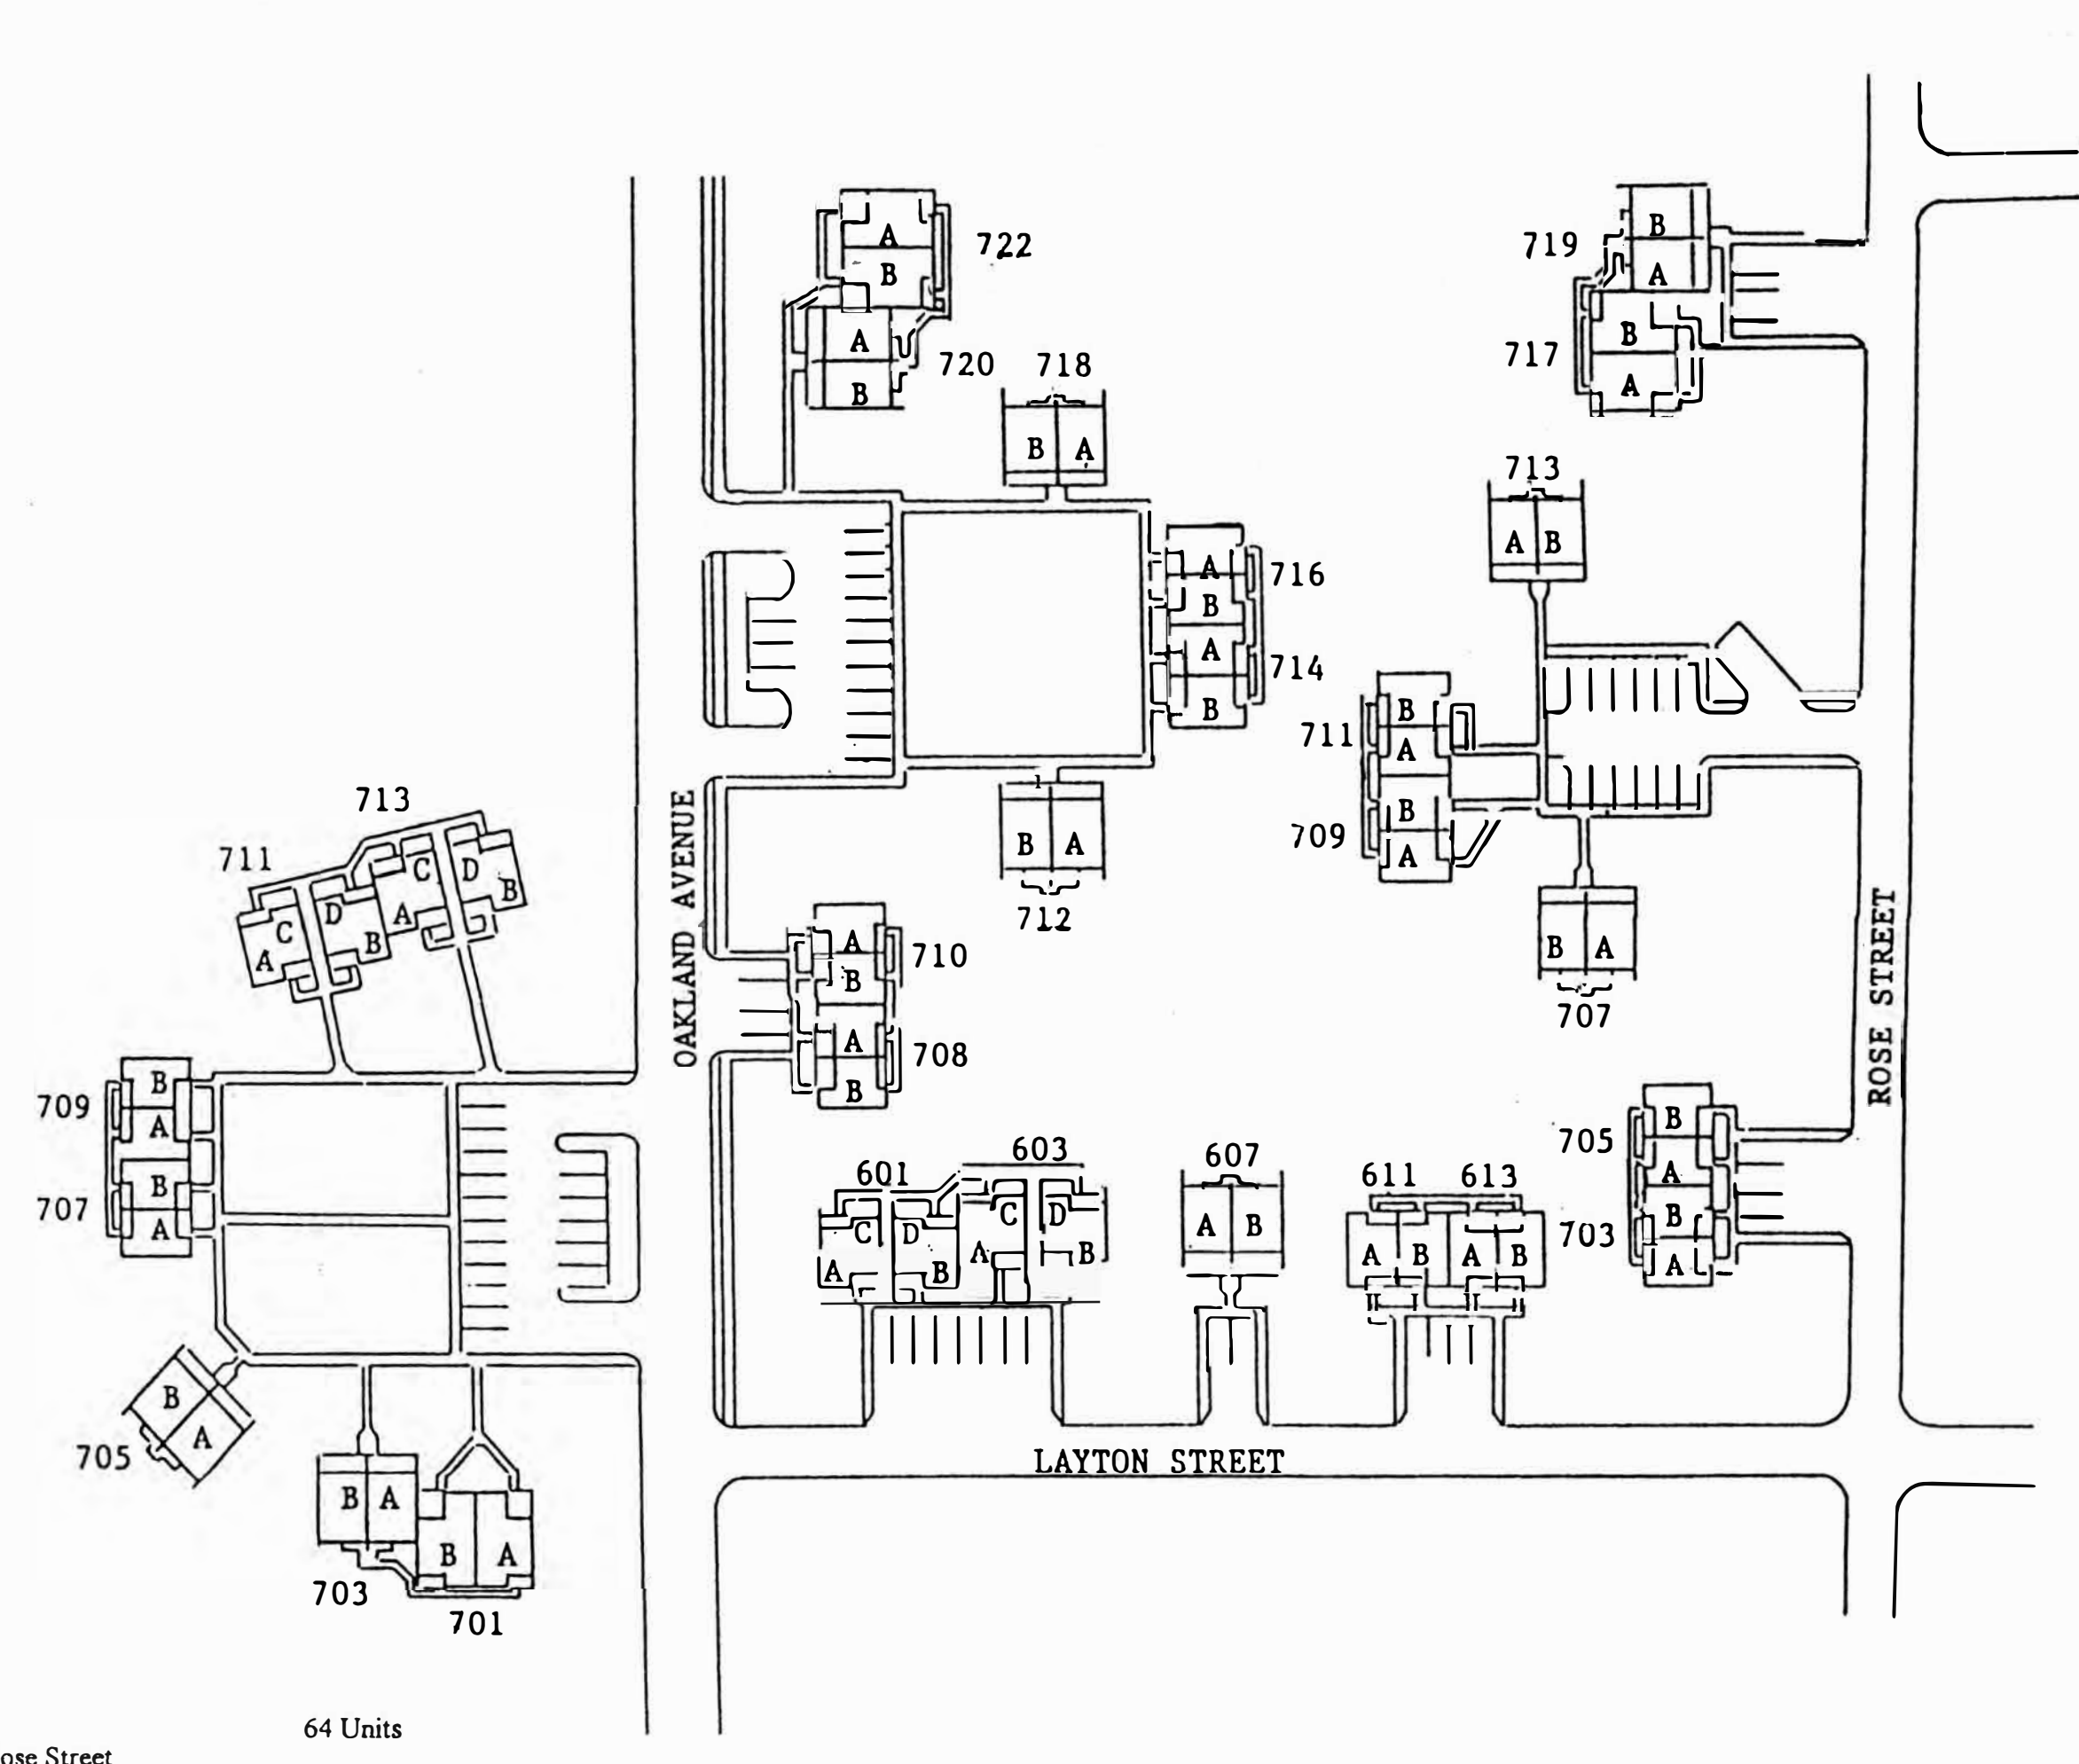 A
722
B
A
720
B
718
B A
B
719
A
B
717
A
713
A B
A
716
B
A
714
B
B
711
A
B
709
A
B A
712
B A
707
713
711
C D
B
D A
C B
A
OAKLAND AVENUE
A
710
B
A
708
B
ROSE STREET
B
709
A
B
707
A
601
603
C D C D
A B A B
607
A B
611 613
A B A B
B
705
A
B
703
A
B
A
705
B A
703
B A
701
LAYTON STREET
64 Units
ose Street